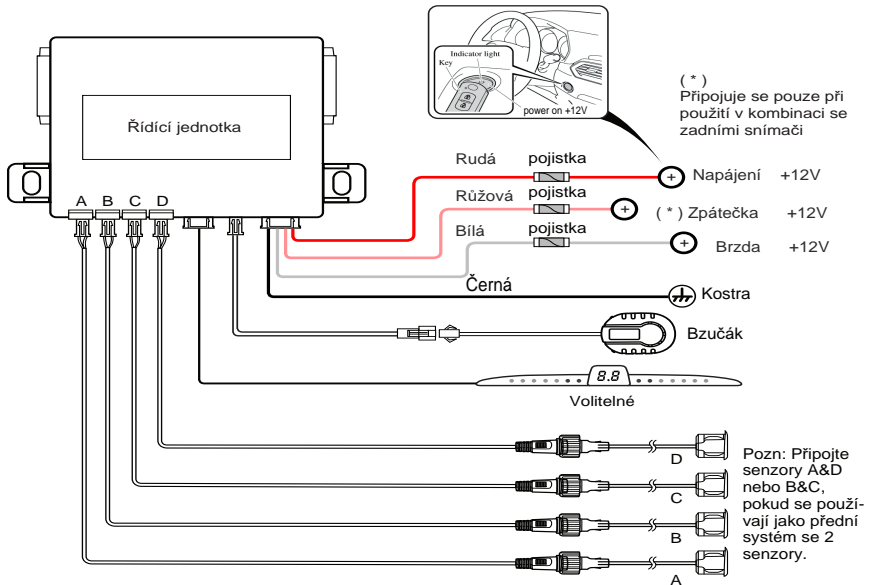 Indicator light
Key
power on +12V
( * )
Připojuje se pouze při
použití v kombinaci se
zadními snímači
Řídící jednotka
A B C D
Rudá pojistka
Napájení +12V
Růžová pojistka
( * ) Zpátečka +12V
Bílá pojistka
Brzda +12V
Černá
Kostra
Bzučák
8.8
Volitelné
D
C
B
A
Pozn: Připojte
senzory A&D
nebo B&C,
pokud se použí-
vají jako přední
systém se 2
senzory.